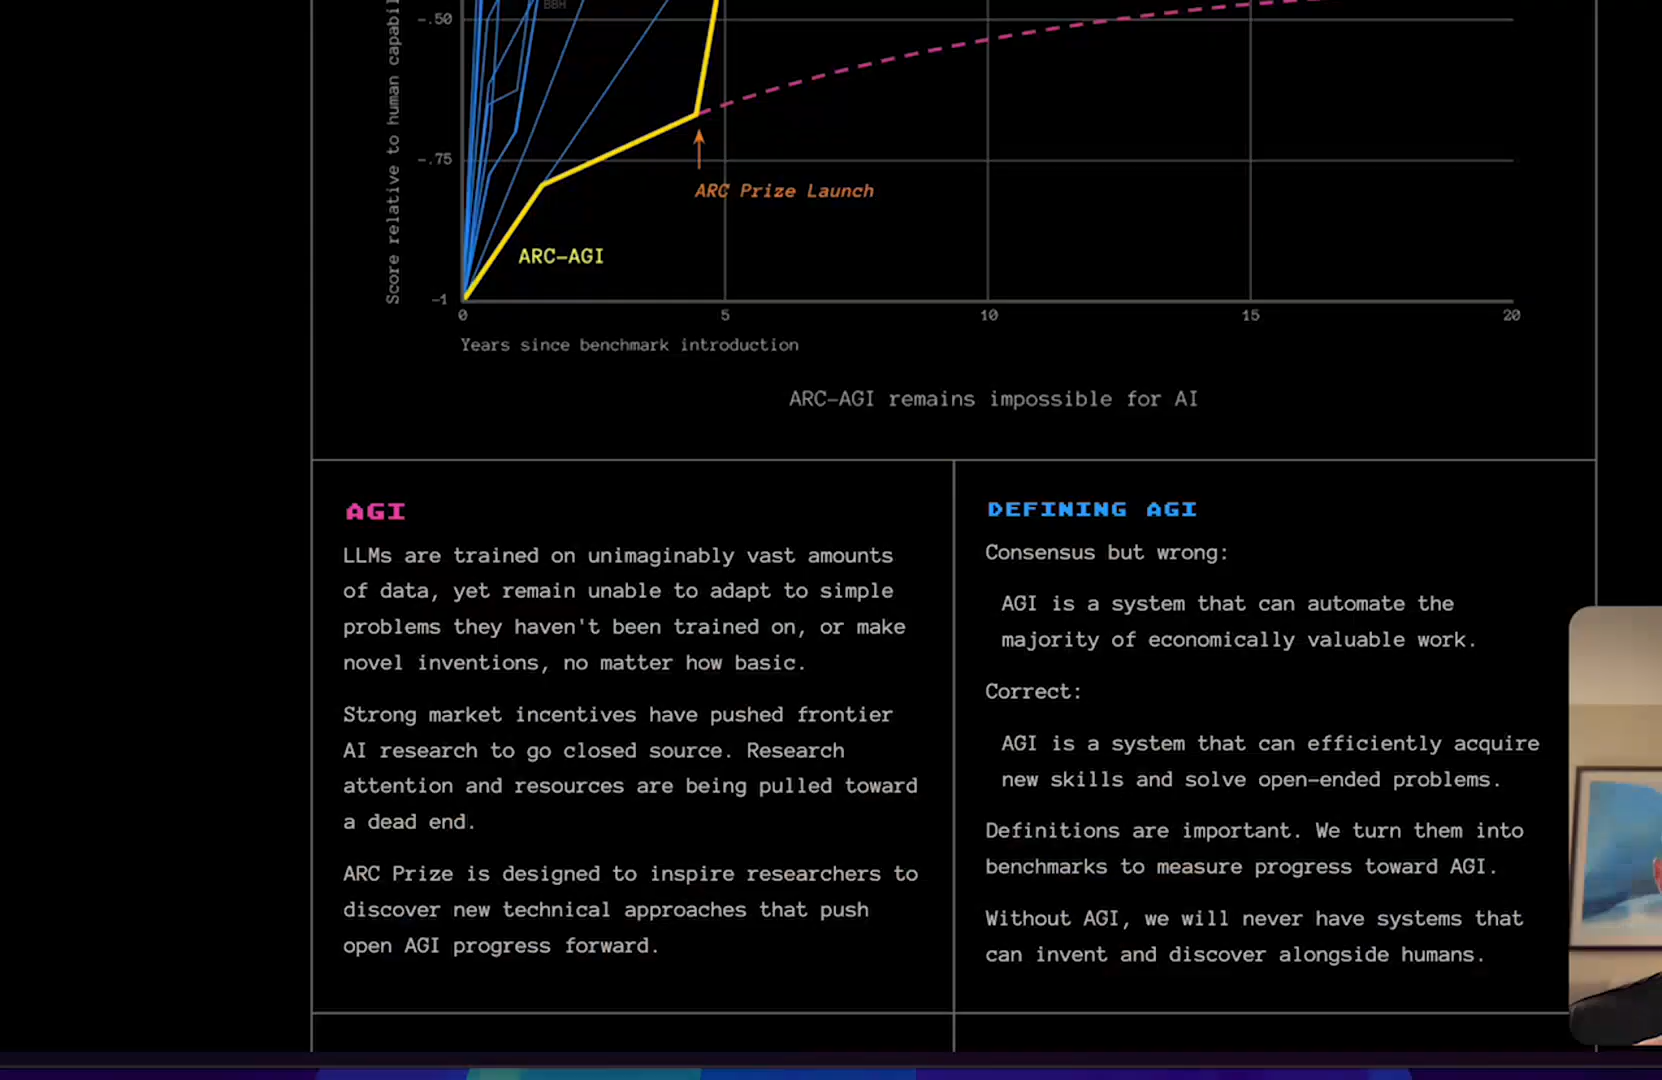 BBH
-.50
Score relative to human capabil
-.75
ARC Prize Launch
ARC-AGI
-1
0
5
10
15
20
Years since benchmark introduction
ARC-AGI remains impossible for AI
AGI
LLMs are trained on unimaginably vast amounts
of data, yet remain unable to adapt to simple
problems they haven't been trained on, or make
novel inventions, no matter how basic.
Strong market incentives have pushed frontier
AI research to go closed source. Research
attention and resources are being pulled toward
a dead end.
ARC Prize is designed to inspire researchers to
discover new technical approaches that push
open AGI progress forward.
DEFINING AGI
Consensus but wrong:
AGI is a system that can automate the
majority of economically valuable work.
Correct:
AGI is a system that can efficiently acquire
new skills and solve open-ended problems.
Definitions are important. We turn them into
benchmarks to measure progress toward AGI.
Without AGI, we will never have systems that
can invent and discover alongside humans.